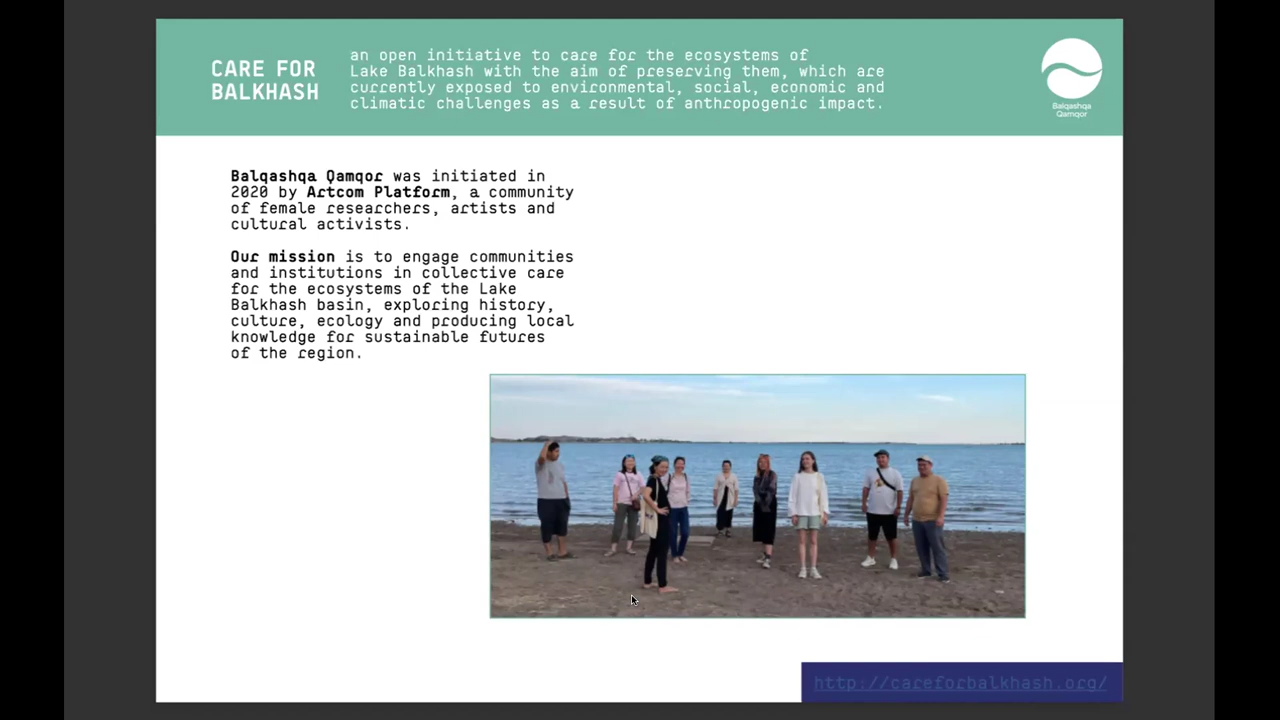 CARE FOR
BALKHASH
an open initiative to care for the ecosystems of
Lake Balkhash with the aim of preserving them, which are
currently exposed to environmental, social, economic and
climatic challenges as a result of anthropogenic impact.
Balqashqa
Qamqor
Balqashqa Qamqor was initiated in
2020 by Artcom Platform, a community
of female researchers, artists and
cultural activists.
Our mission is to engage communities
and institutions in collective care
for the ecosystems of the Lake
Balkhash basin, exploring history,
culture, ecology and producing local
knowledge for sustainable futures
of the region.
http://careforbalkhash.org/